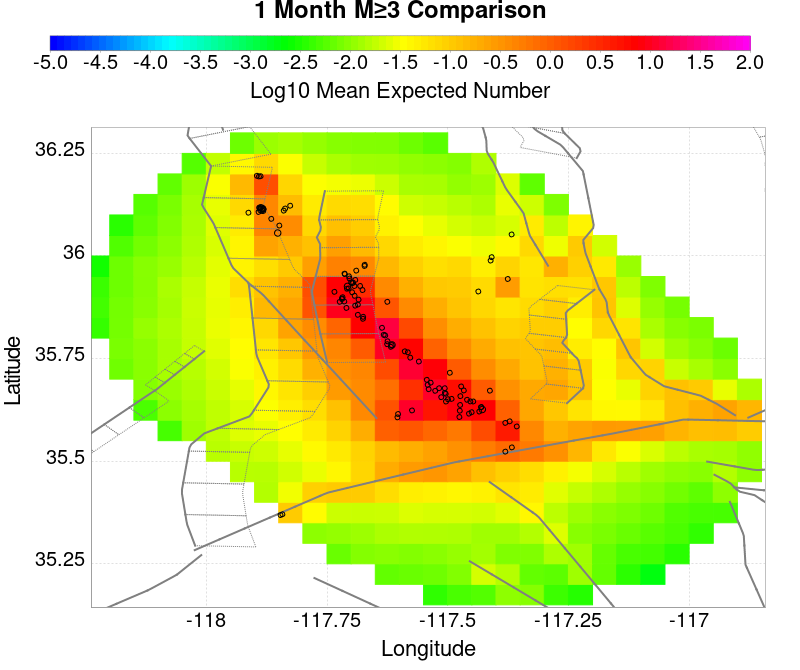 1 Month M≥3 Comparison
-5.0 -4.5 -4.0 -3.5 -3.0 -2.5 -2.0 -1.5 -1.0 -0.5 0.0 0.5 1.0 1.5 2.0
Log10 Mean Expected Number
36.25
36
35.75
35.5
35.25
Latitude
-118 -117.75 -117.5 -117.25 -117
Longitude